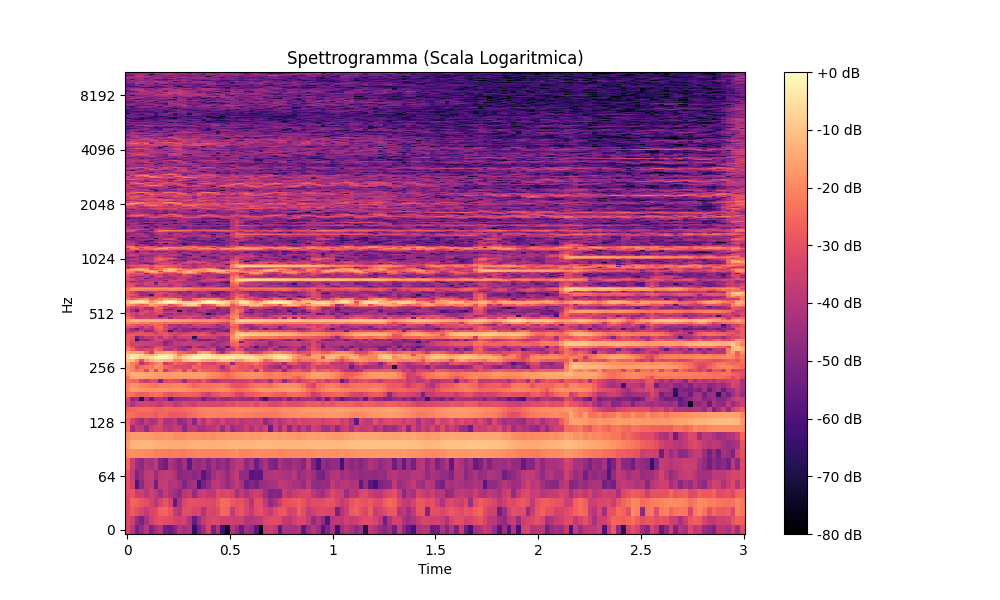 Spettrogramma (Scala Logaritmica)
Hz
8192
4096
2048
1024
512
256
128
64
0
0 0.5 1 1.5 2 2.5 3
Time
+0 dB
-10 dB
-20 dB
-30 dB
-40 dB
-50 dB
-60 dB
-70 dB
-80 dB